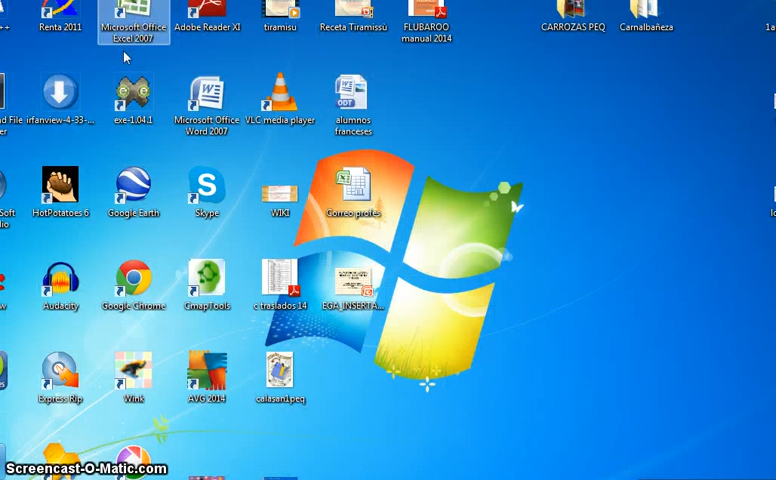 ++
Renta 2011
Microsoft Office
Excel 2007
Adobe Reader XI
tiramisu
Receta Tiramissù
FLUBAROO
manual 2014
CARROZAS PEQ
Carnalbañeza
1a
irfanview-4-33-...
exe-1.04.1
Microsoft Office
Word 2007
VLC media player
ODT
alumnos
franceses
HotPotatoes 6
Google Earth
Skype
WIKI
Correo profes
Audacity
Google Chrome
CmapTools
c traslados 14
EGA_INSERTA...
Express Rip
Wink
AVG 2014
calasan1peq
Screencast-O-Matic.com